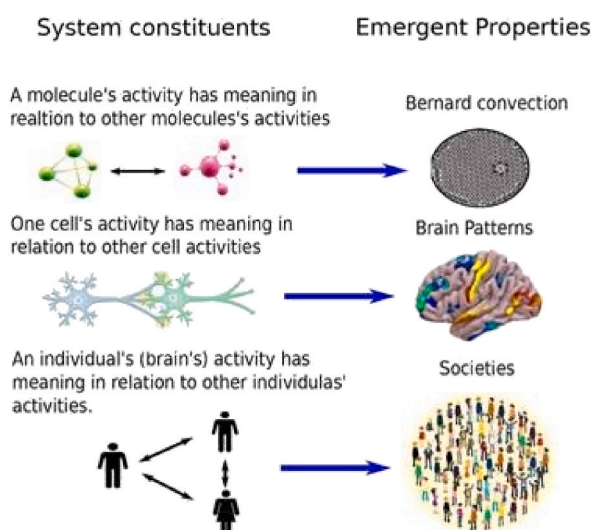 System constituents
Emergent Properties
A molecule's activity has meaning in
realtion to other molecules's activities
Bernard convection
One cell's activity has meaning in
relation to other cell activities
Brain Patterns
An individual's (brain's) activity has
meaning in relation to other individulas'
activities.
Societies